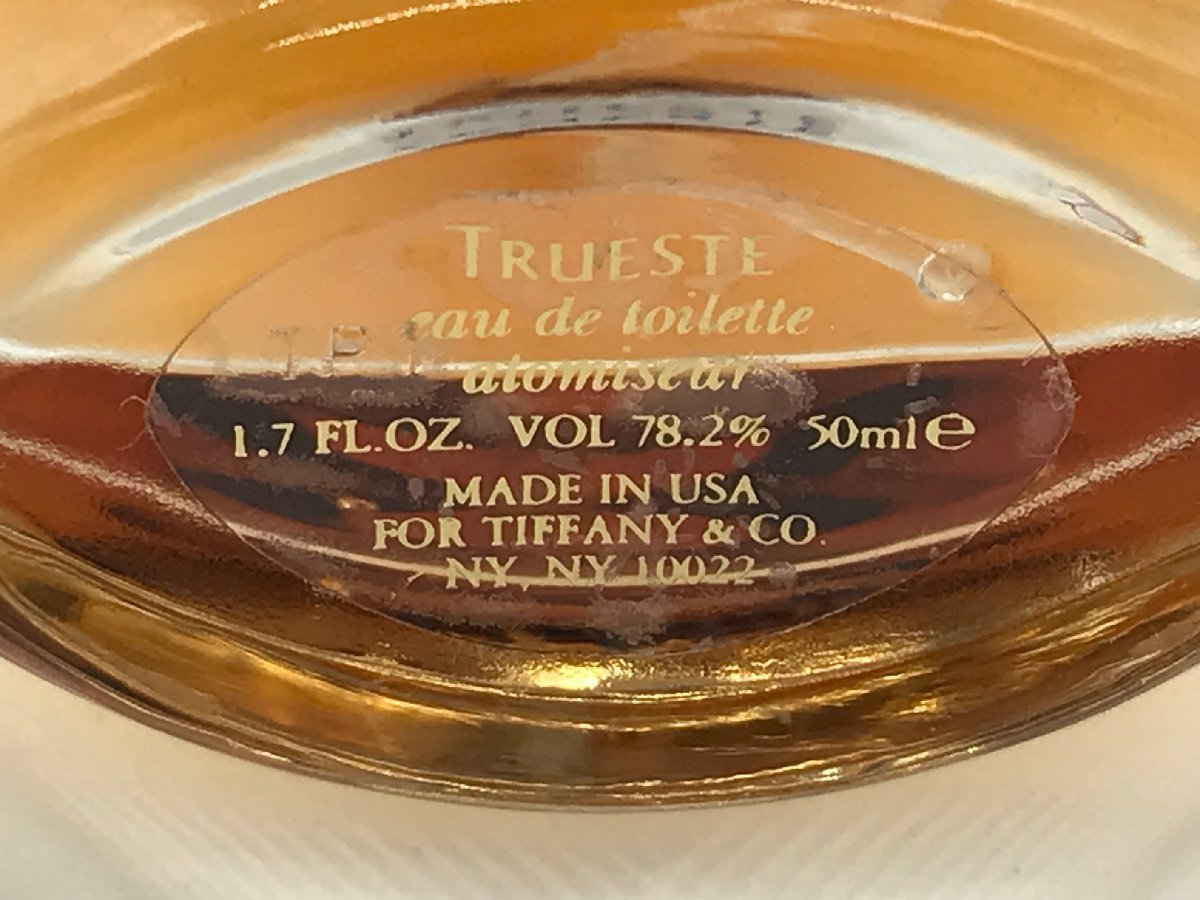 TRUESTE
eau de toilette
atomiseur
1.7 FL.OZ. VOL 78.2% 50ml e
MADE IN USA
FOR TIFFANY & CO.
NY, NY 10022